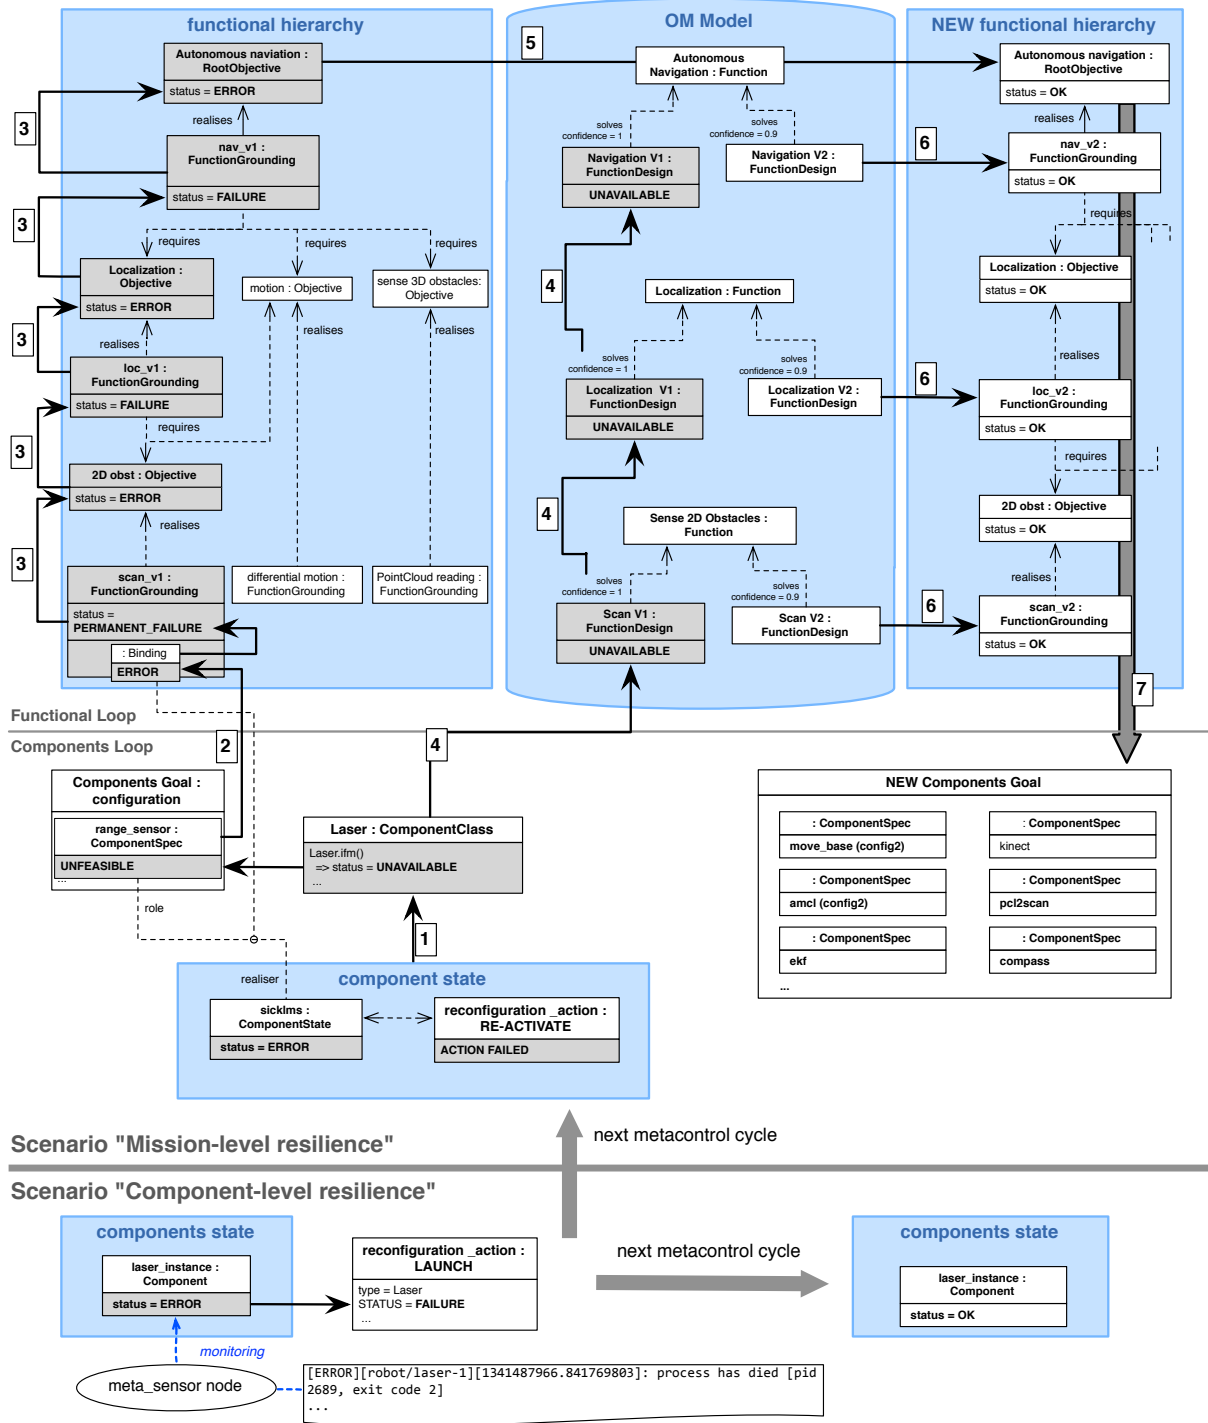 functional hierarchy
Autonomous naviation :
RootObjective
status = ERROR
realises
3
nav_v1 :
FunctionGrounding
status = FAILURE
3
requires
requires
requires
Localization :
Objective
status = ERROR
motion : Objective
sense 3D obstacles:
Objective
3
realises
realises
realises
loc_v1 :
FunctionGrounding
status = FAILURE
requires
3
2D obst : Objective
status = ERROR
realises
3
scan_v1 :
FunctionGrounding
status =
PERMANENT_FAILURE
: Binding
ERROR
differential motion :
FunctionGrounding
PointCloud reading :
FunctionGrounding
OM Model
5
Autonomous
Navigation : Function
solves
confidence = 1
solves
confidence = 0.9
Navigation V1 :
FunctionDesign
UNAVAILABLE
Navigation V2 :
FunctionDesign
6
4
Localization : Function
solves
confidence = 1
solves
confidence = 0.9
Localization V1 :
FunctionDesign
UNAVAILABLE
Localization V2 :
FunctionDesign
6
4
Sense 2D Obstacles :
Function
solves
confidence = 1
solves
confidence = 0.9
Scan V1 :
FunctionDesign
UNAVAILABLE
Scan V2 :
FunctionDesign
6
NEW functional hierarchy
Autonomous navigation :
RootObjective
status = OK
realises
nav_v2 :
FunctionGrounding
status = OK
requires
Localization : Objective
status = OK
realises
loc_v2 :
FunctionGrounding
status = OK
requires
2D obst : Objective
status = OK
realises
scan_v2 :
FunctionGrounding
status = OK
7
Functional Loop
Components Loop
2
4
Components Goal :
configuration
range_sensor :
ComponentSpec
UNFEASIBLE
...
Laser : ComponentClass
Laser.ifm()
=> status = UNAVAILABLE
...
role
1
realiser
component state
sicklms :
ComponentState
status = ERROR
reconfiguration _action :
RE-ACTIVATE
ACTION FAILED
NEW Components Goal
: ComponentSpec
move_base (config2)
: ComponentSpec
kinect
: ComponentSpec
amcl (config2)
: ComponentSpec
pcl2scan
: ComponentSpec
ekf
: ComponentSpec
compass
...
next metacontrol cycle
Scenario "Mission-level resilience"
Scenario "Component-level resilience"
components state
laser_instance :
Component
status = ERROR
reconfiguration _action :
LAUNCH
type = Laser
STATUS = FAILURE
...
next metacontrol cycle
components state
laser_instance :
Component
status = OK
monitoring
meta_sensor node
[ERROR][robot/laser-1][1341487966.841769803]: process has died [pid
2689, exit code 2]
...